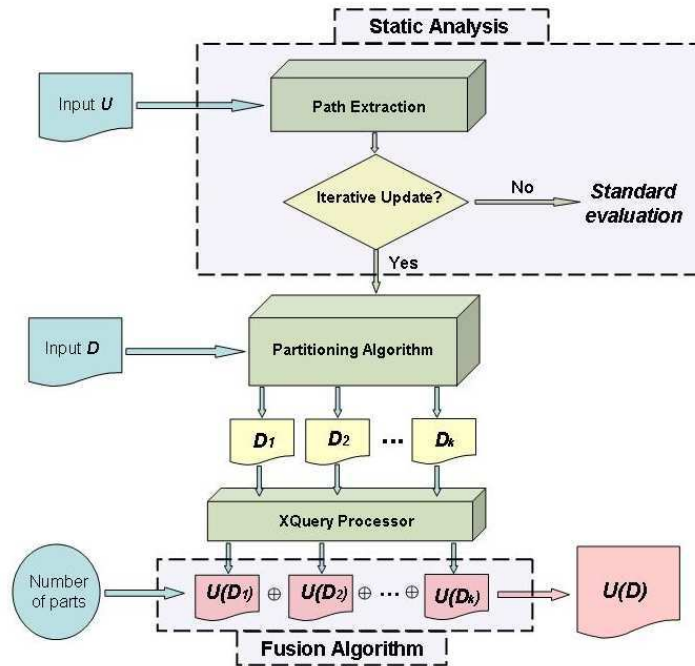 Static Analysis
Input U
Path Extraction
Iterative Update?
No
Standard
evaluation
Yes
Input D
Partitioning Algorithm
D1
D2
...
Dk
XQuery Processor
Number
of parts
U(D1) ⊕ U(D2) ⊕ ... ⊕ U(Dk)
U(D)
Fusion Algorithm